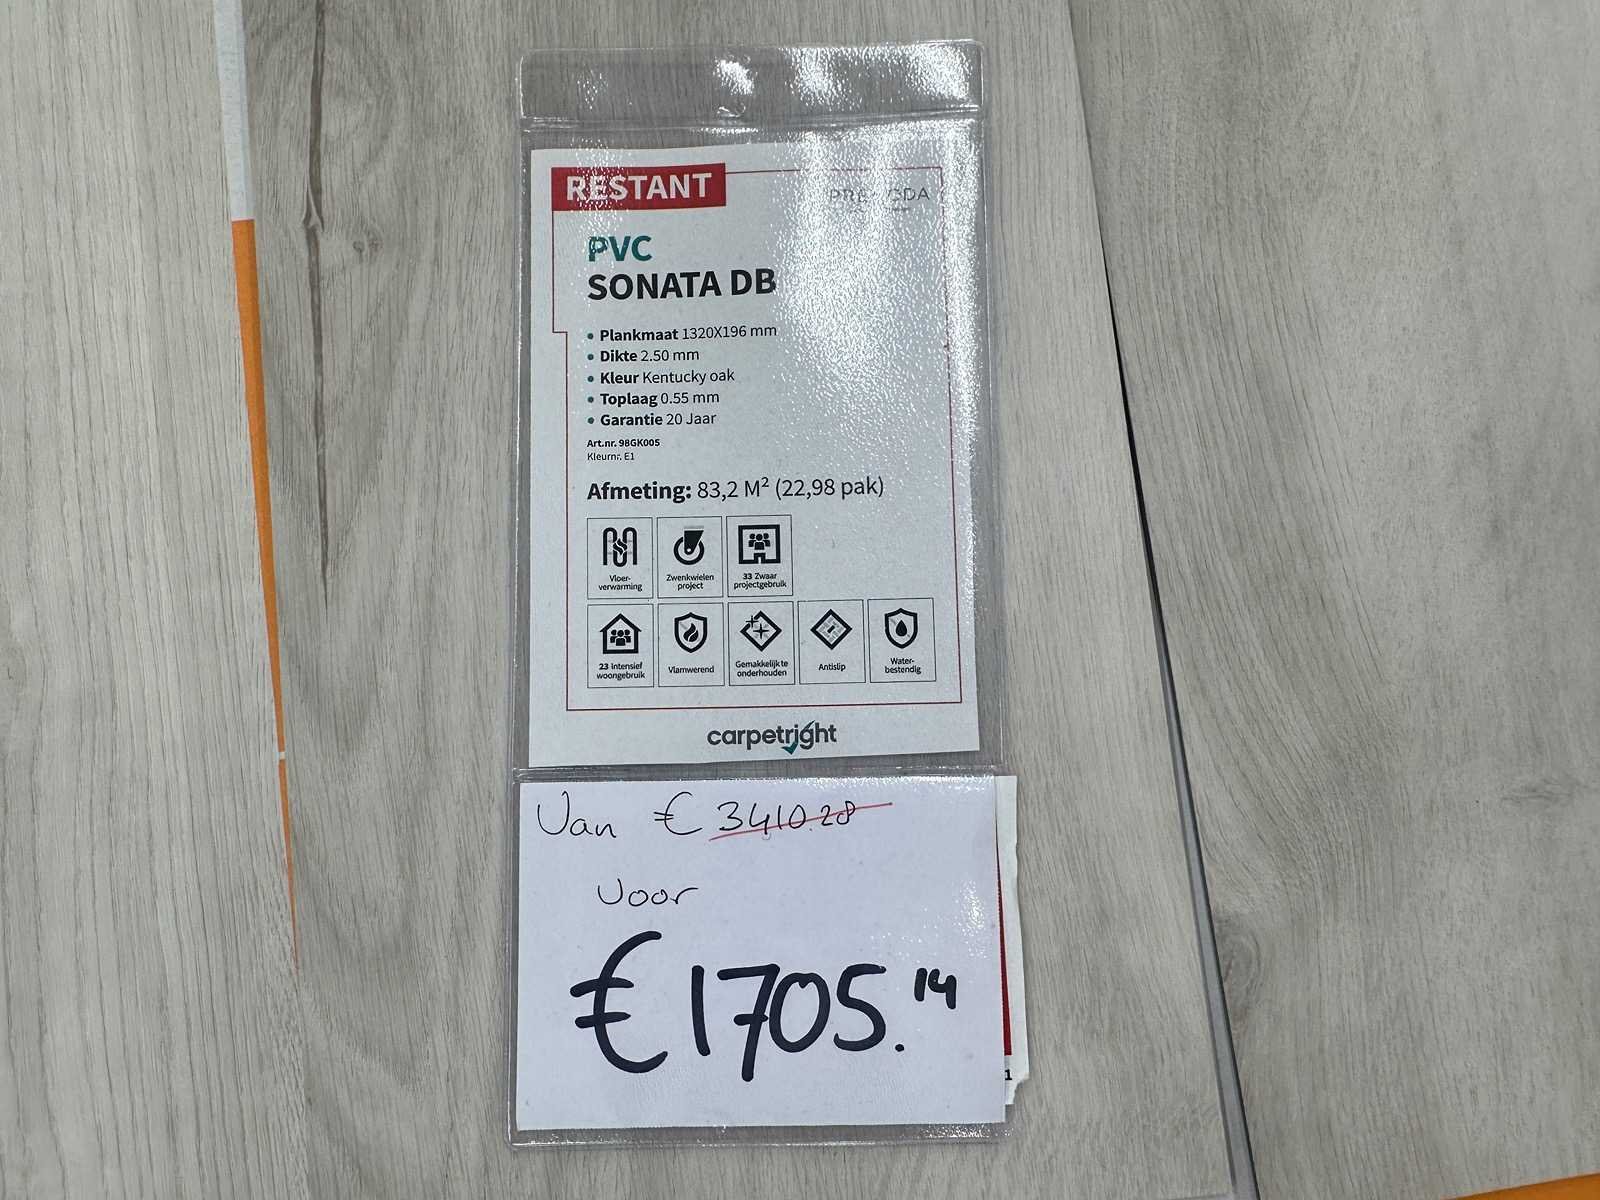 RESTANT
PVC
SONATA DB
• Plankmaat 1320X196 mm
• Dikte 2.50 mm
• Kleur Kentucky oak
• Toplaag 0.55 mm
• Garantie 20 Jaar
Art.nr. 98GK005
Kleurnr. E1
Afmeting: 83,2 M² (22,98 pak)
Vloer-
verwarming
Zwenkwielen
project
33 Zwaar
projectgebruik
23 Intensief
woongebruik
Vlamwerend
Gemakkelijk te
onderhouden
Antislip
Water-
bestendig
carpetright
Van € 3410.28
voor
€1705.14
1